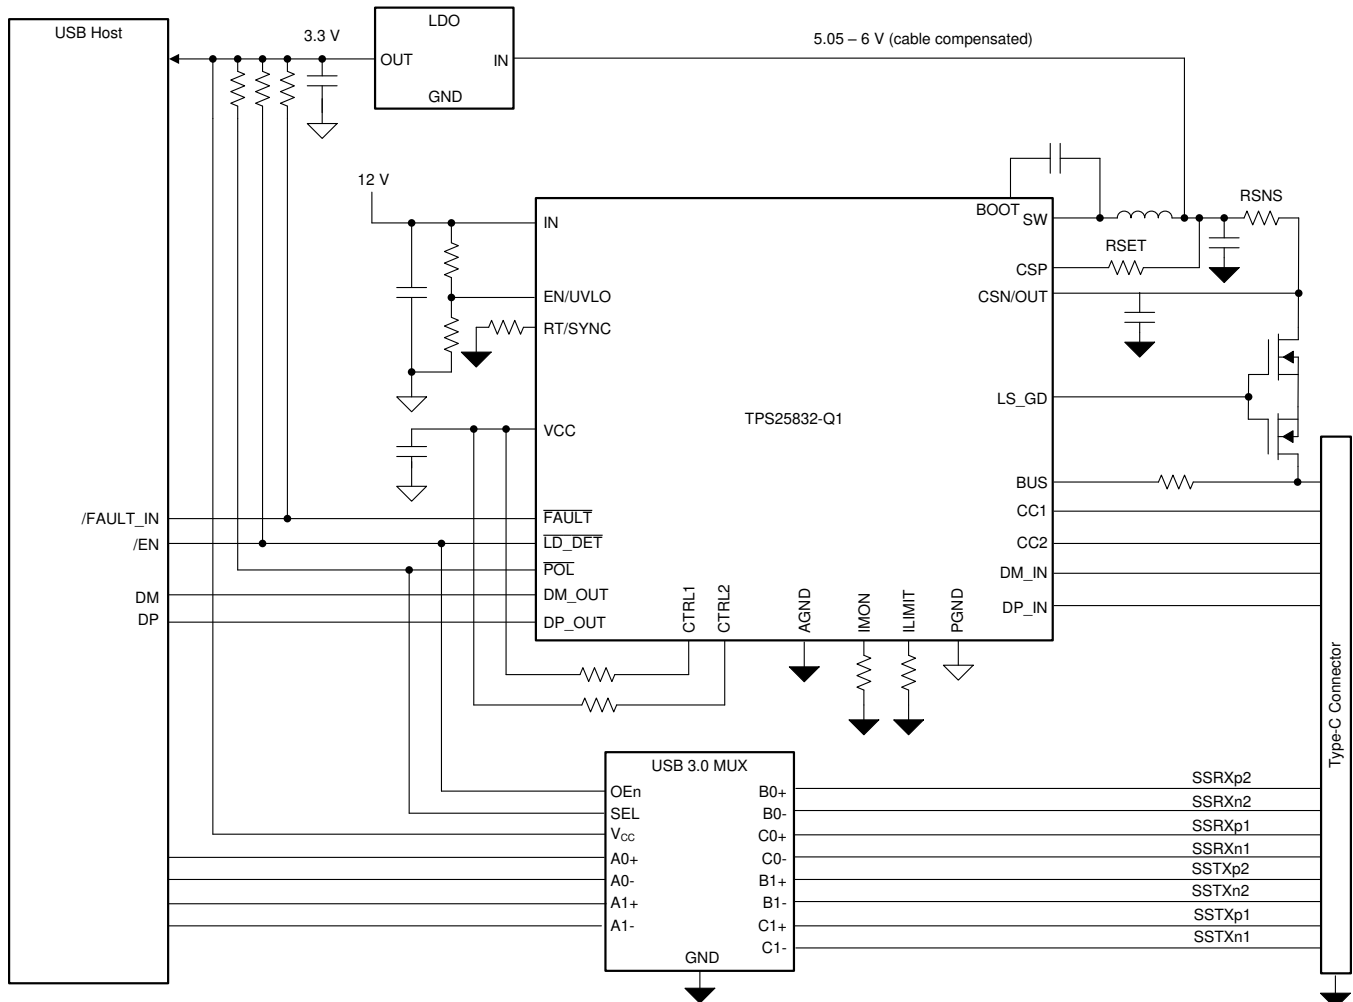 USB Host
LDO
3.3 V
OUT
IN
GND
5.05 – 6 V (cable compensated)
12 V
BOOT
SW
RSNS
IN
RSET
CSP
EN/UVLO
CSN/OUT
RT/SYNC
LS_GD
TPS25832-Q1
VCC
BUS
/FAULT_IN
FAULT
CC1
/EN
LD_DET
CC2
POL
DM_IN
DM
DM_OUT
DP
DP_OUT
DP_IN
CTRL1
CTRL2
AGND
IMON
ILIMIT
PGND
Type-C Connector
USB 3.0 MUX
OEn
SEL
VCC
A0+
A0-
A1+
A1-
B0+
B0-
C0+
C0-
B1+
B1-
C1+
C1-
GND
SSRXp2
SSRXn2
SSRXp1
SSRXn1
SSTXp2
SSTXn2
SSTXp1
SSTXn1